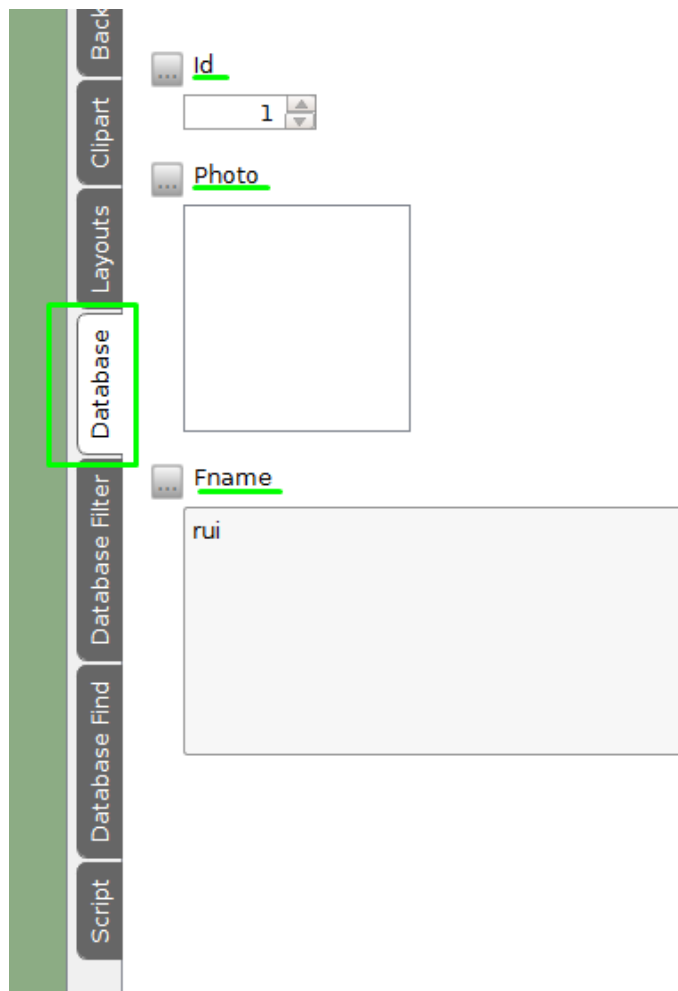 Back
Clipart
Layouts
Database
Database Filter
Database Find
Script
...
Id
1
...
Photo
...
Fname
rui